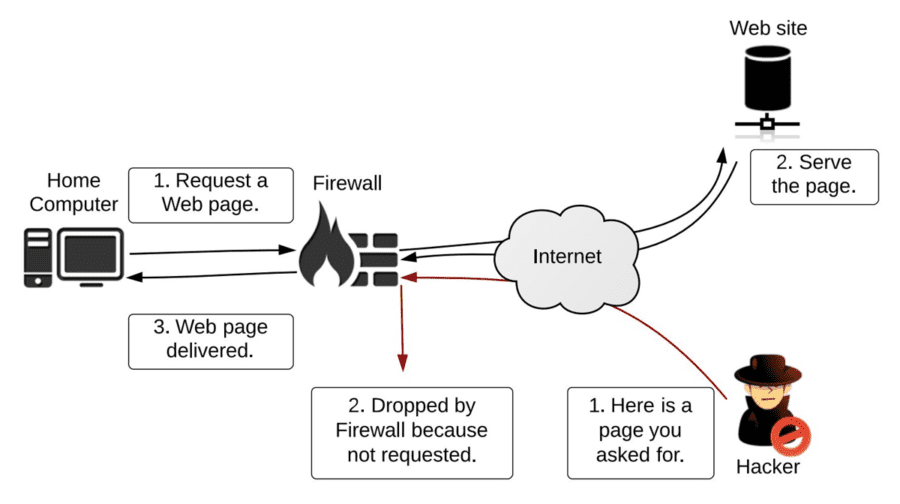 Web site
2. Serve
the page.
Home
Computer
1. Request a
Web page.
Firewall
Internet
3. Web page
delivered.
2. Dropped by
Firewall because
not requested.
1. Here is a
page you
asked for.
Hacker